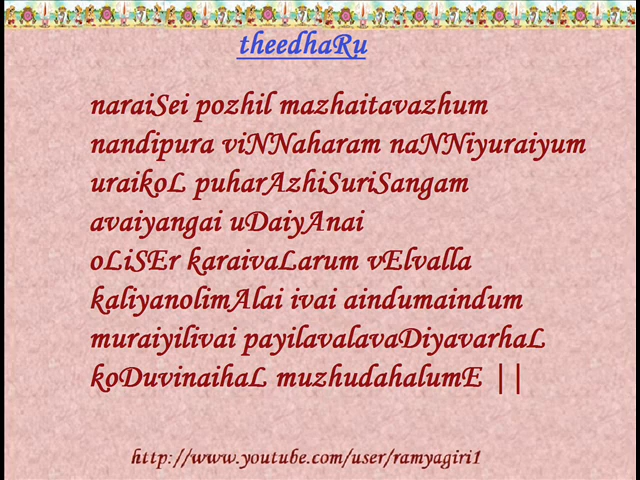 theedhaRu
naraiSei pozhil mazhaitavazhum
nandipura viNNaharam naNNiyuraiyum
uraikoL puharAzhiSuriSangam
avaiyangai uDaiyAnai
oLiSEr karaivaLarum vElvalla
kaliyanolimAlai ivai aindumaindum
muraiyilivai payilavalavaDiyavarhaL
koDuvinaihaL muzhudahalumE ||
http://www.youtube.com/user/ramyagiri1